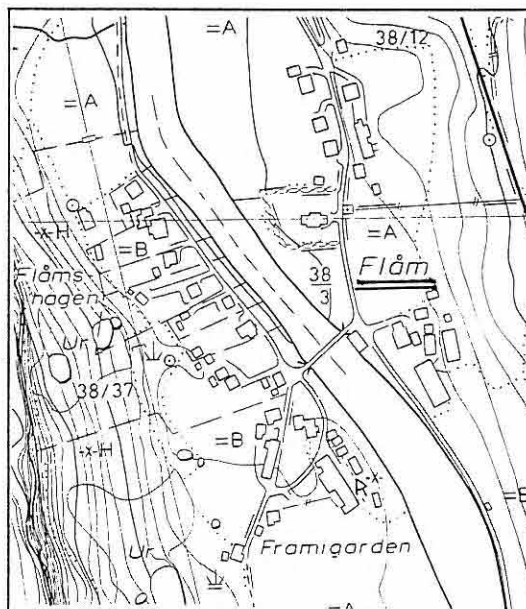 =A
38/12
=A
-x-H
=B
=A
Flåms
hagen
38
3
Flåm
Ur
38/37
-x-H
=B
=B
Ur
Framigarden
=A